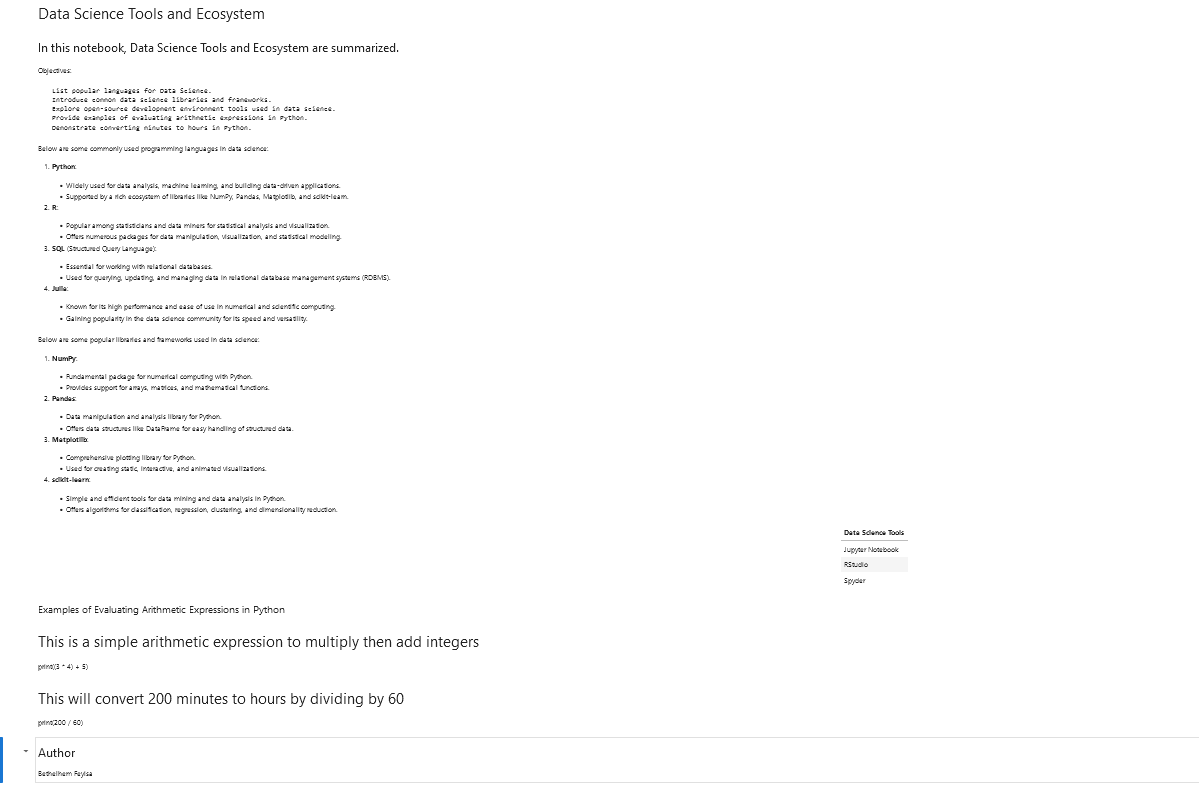 Data Science Tools and Ecosystem
In this notebook, Data Science Tools and Ecosystem are summarized.
Objectives:
List popular languages for Data Science.
Introduce common data science libraries and frameworks.
Explore open-source development environment tools used in data science.
Provide examples of evaluating arithmetic expressions in Python.
Demonstrate converting minutes to hours in Python.
Below are some commonly used programming languages in data science:
1. Python:
• Widely used for data analysis, machine learning, and building data-driven applications.
• Supported by a rich ecosystem of libraries like NumPy, Pandas, Matplotlib, and scikit-learn.
2. R:
• Popular among statisticians and data miners for statistical analysis and visualization.
• Offers numerous packages for data manipulation, visualization, and statistical modeling.
3. SQL (Structured Query Language):
• Essential for working with relational databases.
• Used for querying, updating, and managing data in relational database management systems (RDBMS).
4. Julia:
• Known for its high performance and ease of use in numerical and scientific computing.
• Gaining popularity in the data science community for its speed and versatility.
Below are some popular libraries and frameworks used in data science:
1. NumPy:
• Fundamental package for numerical computing with Python.
• Provides support for arrays, matrices, and mathematical functions.
2. Pandas:
• Data manipulation and analysis library for Python.
• Offers data structures like DataFrame for easy handling of structured data.
3. Matplotlib:
• Comprehensive plotting library for Python.
• Used for creating static, interactive, and animated visualizations.
4. scikit-learn:
• Simple and efficient tools for data mining and data analysis in Python.
• Offers algorithms for classification, regression, clustering, and dimensionality reduction.
Data Science Tools
Jupyter Notebook
RStudio
Spyder
Examples of Evaluating Arithmetic Expressions in Python
This is a simple arithmetic expression to multiply then add integers
print((3 * 4) + 5)
This will convert 200 minutes to hours by dividing by 60
print(200 / 60)
Author
Bethelhem Feyisa